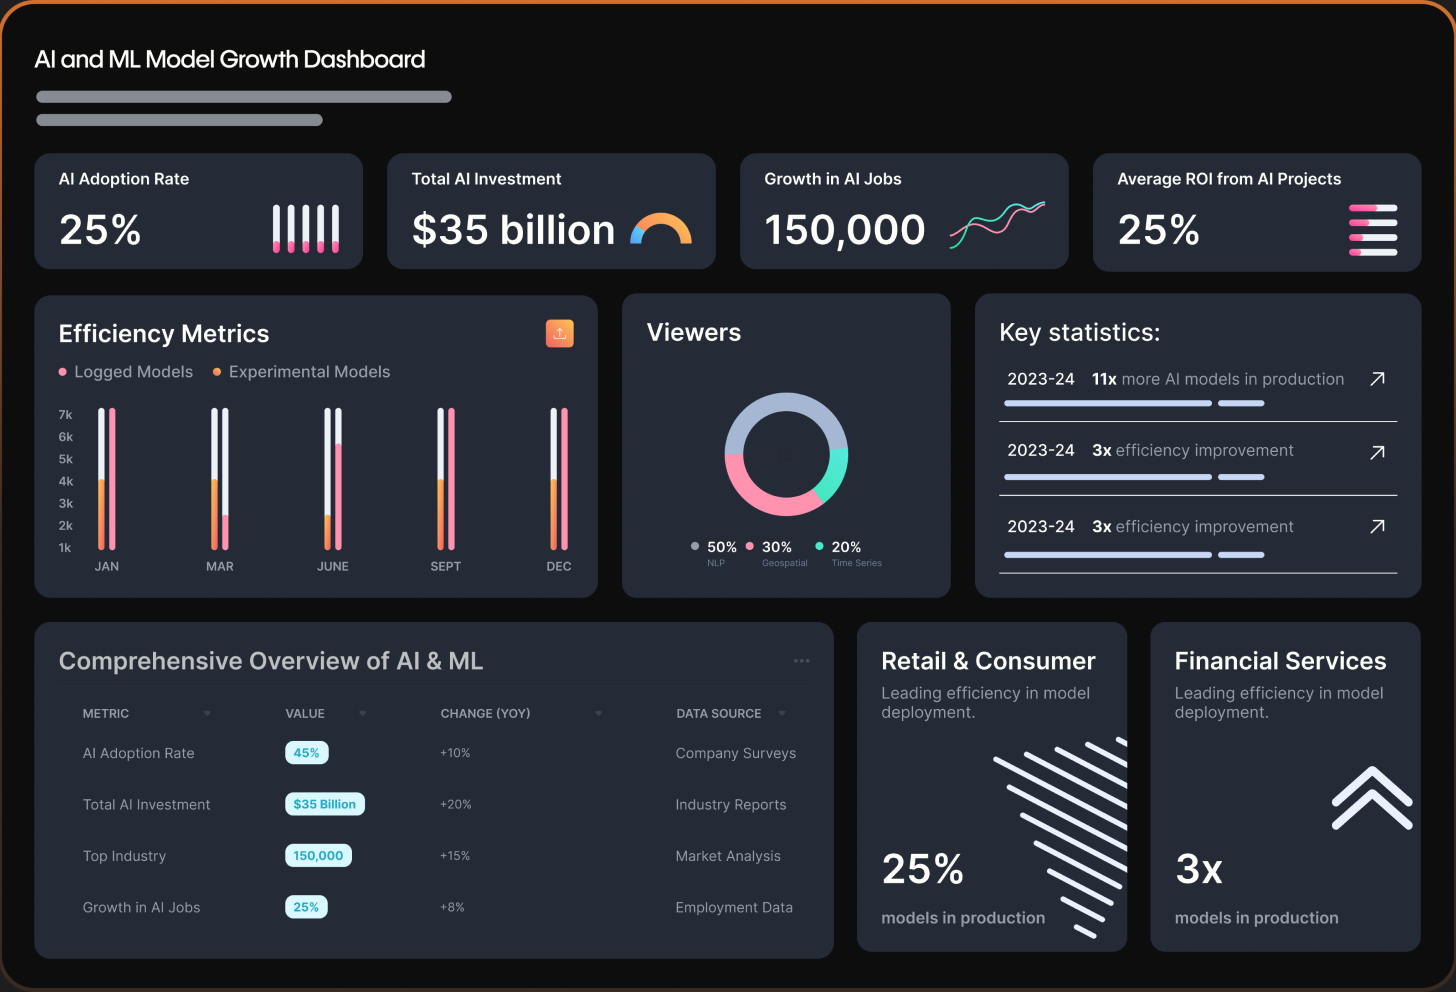 AI and ML Model Growth Dashboard
AI Adoption Rate
25%
Total AI Investment
$35 billion
Growth in AI Jobs
150,000
Average ROI from AI Projects
25%
Efficiency Metrics
Logged Models Experimental Models
7k
6k
5k
4k
3k
2k
1k
JAN MAR JUNE SEPT DEC
Viewers
50% 30% 20%
NLP Geospatial Time Series
Key statistics:
2023-24 11x more AI models in production
2023-24 3x efficiency improvement
2023-24 3x efficiency improvement
Comprehensive Overview of AI & ML
METRIC VALUE CHANGE (YOY) DATA SOURCE
AI Adoption Rate 45% +10% Company Surveys
Total AI Investment $35 Billion +20% Industry Reports
Top Industry 150,000 +15% Market Analysis
Growth in AI Jobs 25% +8% Employment Data
Retail & Consumer
Leading efficiency in model
deployment.
25%
models in production
Financial Services
Leading efficiency in model
deployment.
3x
models in production